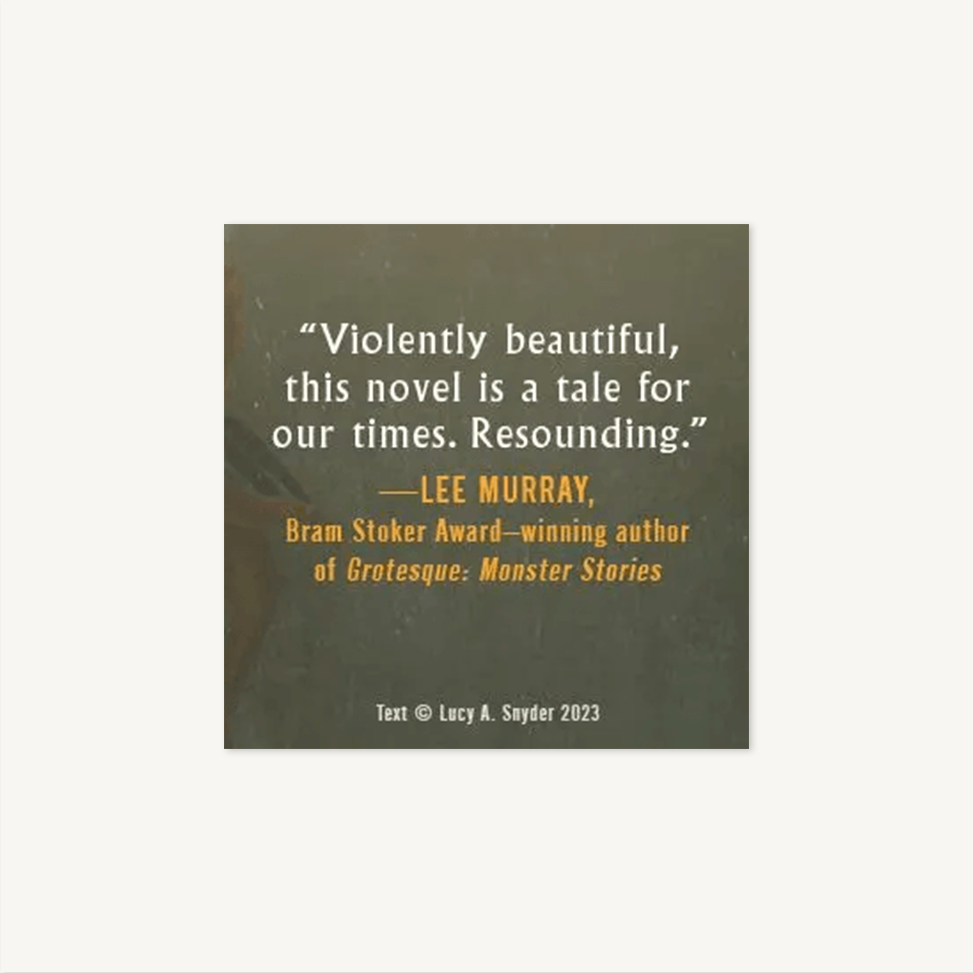 “Violently beautiful,
this novel is a tale for
our times. Resounding.”
—LEE MURRAY,
Bram Stoker Award–winning author
of Grotesque: Monster Stories
Text © Lucy A. Snyder 2023